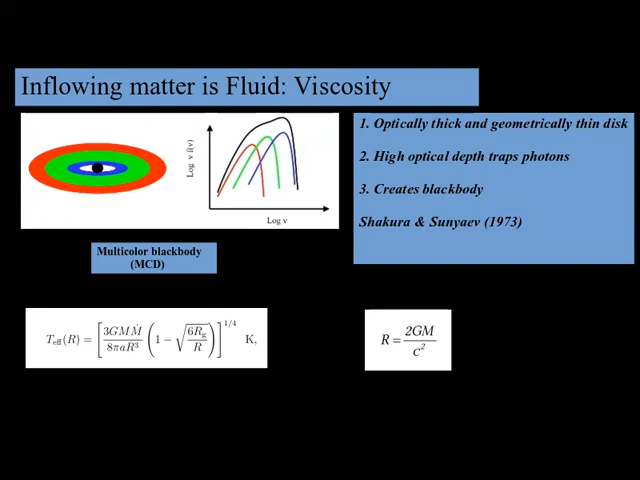 Inflowing matter is Fluid: Viscosity
Log ν f(ν)
Log ν
1. Optically thick and geometrically thin disk
2. High optical depth traps photons
3. Creates blackbody
Shakura & Sunyaev (1973)
Multicolor blackbody
(MCD)
T_eff(R) = [ 3GMṀ / 8πaR³ ( 1 − √(6R_g / R) ) ]^{1/4} K,
R = 2GM / c²